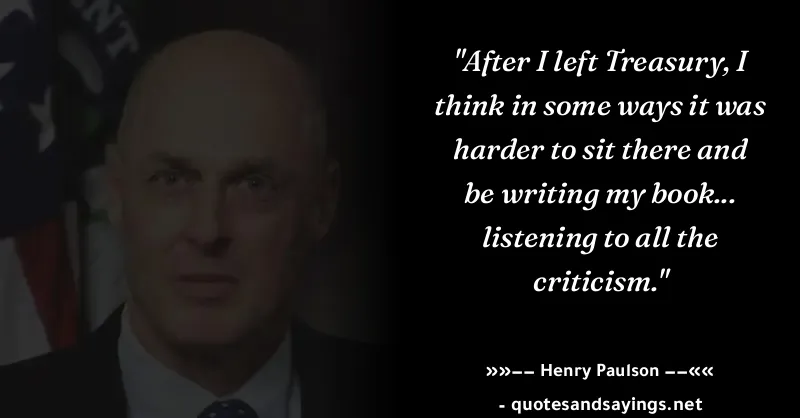 "After I left Treasury, I
think in some ways it was
harder to sit there and
be writing my book...
listening to all the
criticism."
»»−− Henry Paulson −−««
- quotesandsayings.net